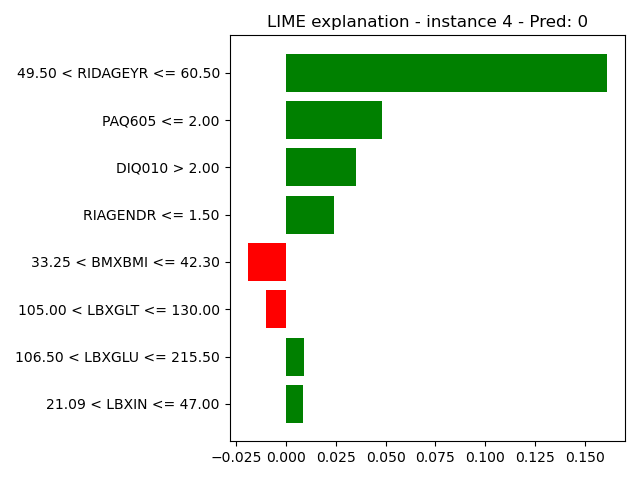 LIME explanation - instance 4 - Pred: 0
49.50 < RIDAGEYR <= 60.50
PAQ605 <= 2.00
DIQ010 > 2.00
RIAGENDR <= 1.50
33.25 < BMXBMI <= 42.30
105.00 < LBXGLT <= 130.00
106.50 < LBXGLU <= 215.50
21.09 < LBXIN <= 47.00
−0.025 0.000 0.025 0.050 0.075 0.100 0.125 0.150